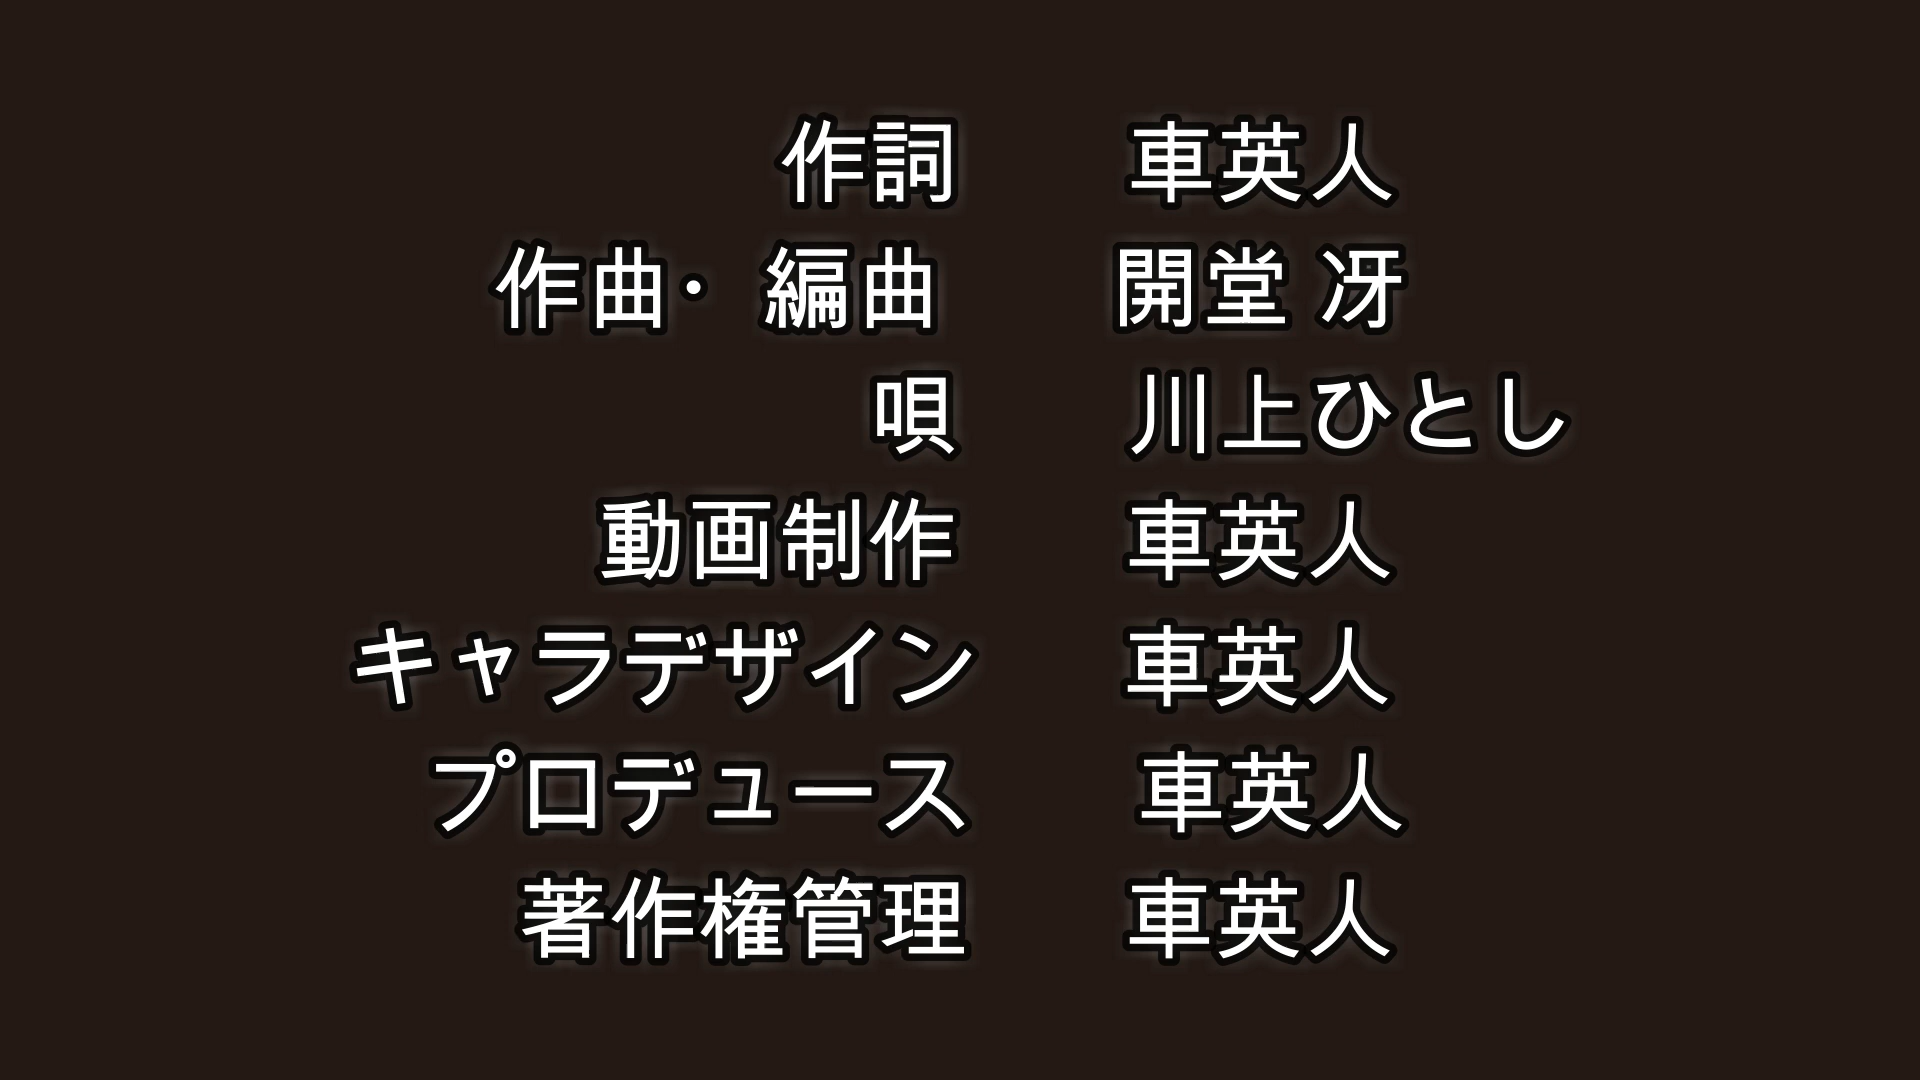 作詞 車英人
作曲・編曲 開堂 冴
唄 川上ひとし
動画制作 車英人
キャラデザイン 車英人
プロデュース 車英人
著作権管理 車英人